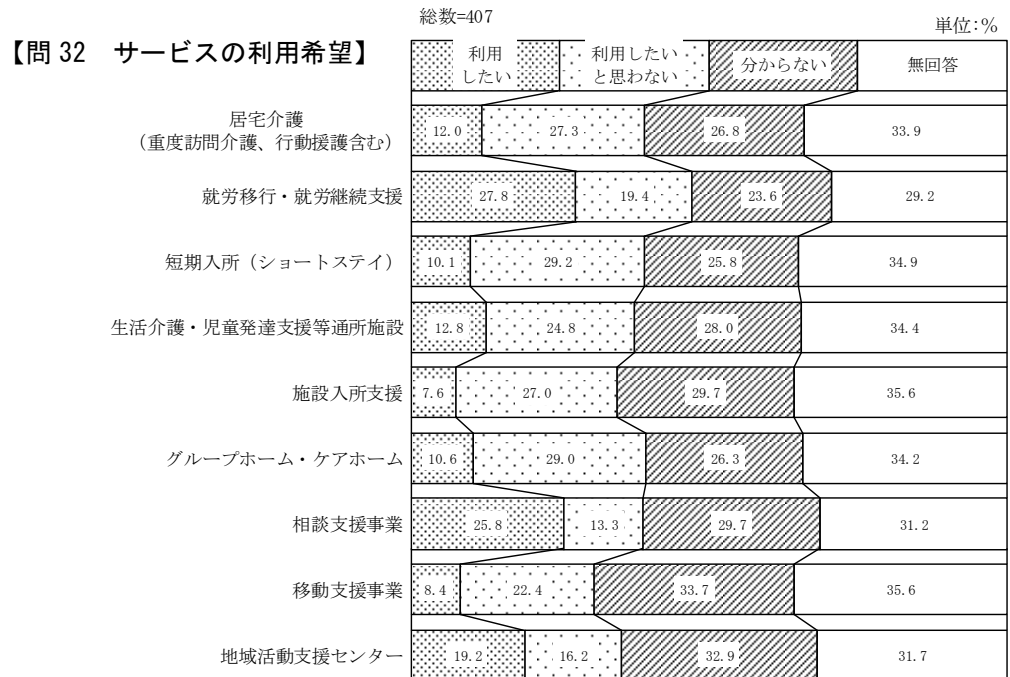 総数=407
単位:%
【問 32　サービスの利用希望】
利用
したい
利用したい
と思わない
分からない
無回答
居宅介護
（重度訪問介護、行動援護含む）
12.0 27.3 26.8 33.9
就労移行・就労継続支援 27.8 19.4 23.6 29.2
短期入所（ショートステイ） 10.1 29.2 25.8 34.9
生活介護・児童発達支援等通所施設 12.8 24.8 28.0 34.4
施設入所支援 7.6 27.0 29.7 35.6
グループホーム・ケアホーム 10.6 29.0 26.3 34.2
相談支援事業 25.8 13.3 29.7 31.2
移動支援事業 8.4 22.4 33.7 35.6
地域活動支援センター 19.2 16.2 32.9 31.7